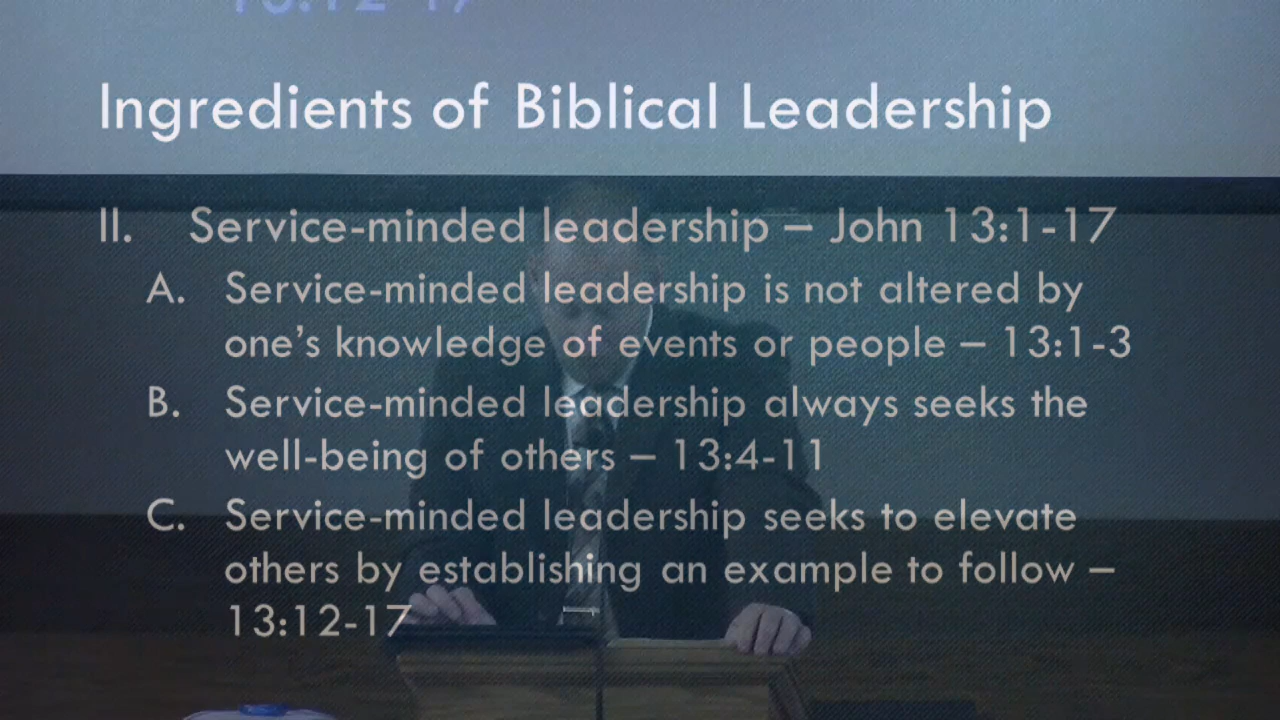 13:12-17
Ingredients of Biblical Leadership
II. Service-minded leadership – John 13:1-17
A. Service-minded leadership is not altered by
one’s knowledge of events or people – 13:1-3
B. Service-minded leadership always seeks the
well-being of others – 13:4-11
C. Service-minded leadership seeks to elevate
others by establishing an example to follow –
13:12-17